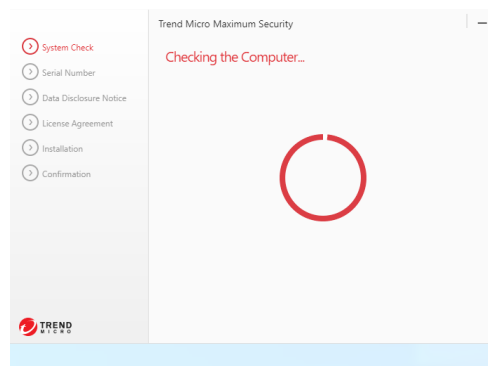 Trend Micro Maximum Security
System Check
Serial Number
Data Disclosure Notice
License Agreement
Installation
Confirmation
Checking the Computer...
TREND
MICRO